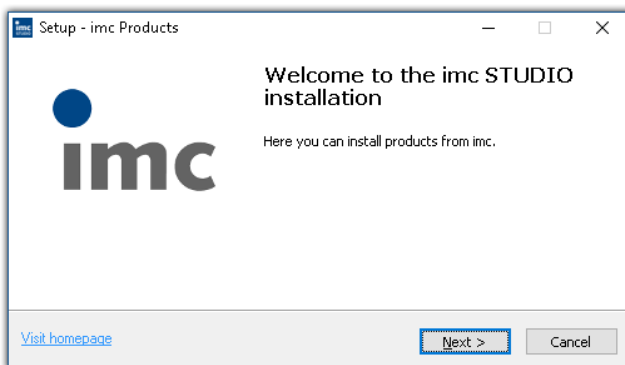 Setup - imc Products
Welcome to the imc STUDIO
installation
imc
Here you can install products from imc.
Visit homepage
Next >
Cancel